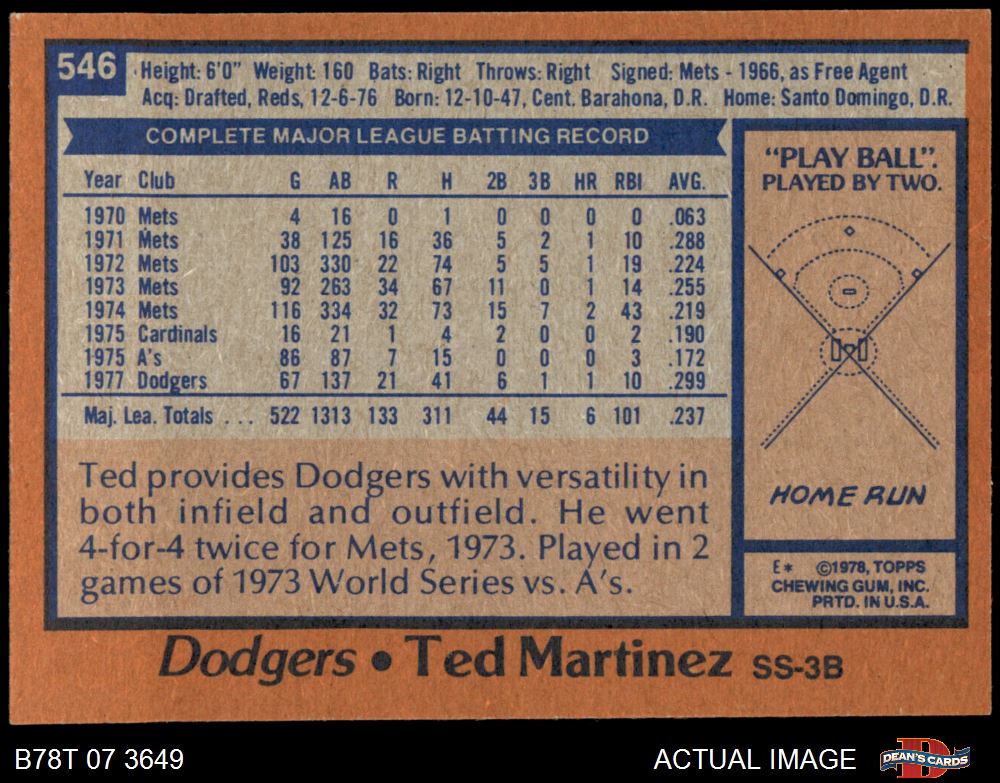 546
Height: 6'0" Weight: 160 Bats: Right Throws: Right Signed: Mets - 1966, as Free Agent
Acq: Drafted, Reds, 12-6-76 Born: 12-10-47, Cent. Barahona, D.R. Home: Santo Domingo, D.R.
COMPLETE MAJOR LEAGUE BATTING RECORD
Year Club G AB R H 2B 3B HR RBI AVG.
1970 Mets 4 16 0 1 0 0 0 0 .063
1971 Mets 38 125 16 36 5 2 1 10 .288
1972 Mets 103 330 22 74 5 5 1 19 .224
1973 Mets 92 263 34 67 11 0 1 14 .255
1974 Mets 116 334 32 73 15 7 2 43 .219
1975 Cardinals 16 21 1 4 2 0 0 2 .190
1975 A's 86 87 7 15 0 0 0 3 .172
1977 Dodgers 67 137 21 41 6 1 1 10 .299
Maj. Lea. Totals ... 522 1313 133 311 44 15 6 101 .237
Ted provides Dodgers with versatility in
both infield and outfield. He went
4-for-4 twice for Mets, 1973. Played in 2
games of 1973 World Series vs. A's.
"PLAY BALL".
PLAYED BY TWO.
HOME RUN
E* ©1978, TOPPS
CHEWING GUM, INC.
PRTD. IN U.S.A.
Dodgers • Ted Martinez SS-3B
B78T 07 3649
ACTUAL IMAGE
DEAN'S CARDS